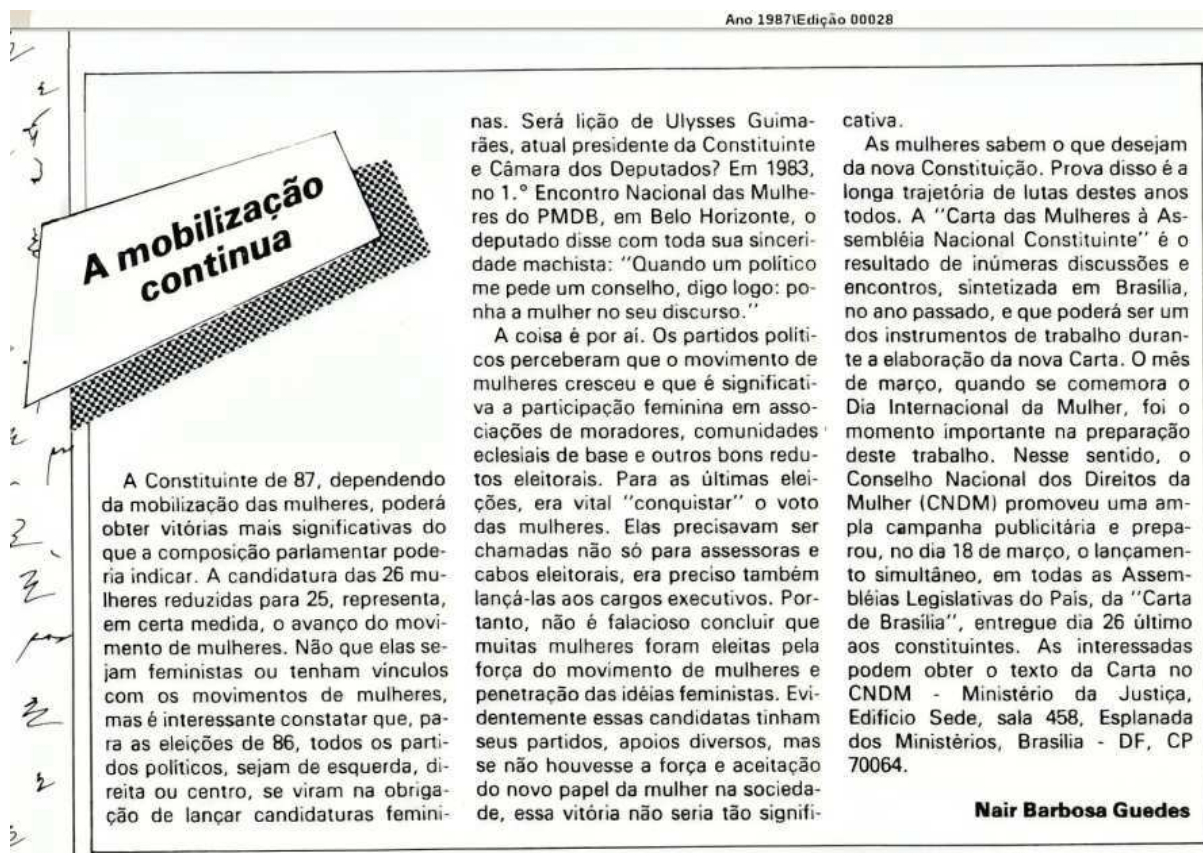 Ano 1987\Edição 00028
A mobilização
continua
A Constituinte de 87, dependendo
da mobilização das mulheres, poderá
obter vitórias mais significativas do
que a composição parlamentar pode-
ria indicar. A candidatura das 26 mu-
lheres reduzidas para 25, representa,
em certa medida, o avanço do movi-
mento de mulheres. Não que elas se-
jam feministas ou tenham vínculos
com os movimentos de mulheres,
mas é interessante constatar que, pa-
ra as eleições de 86, todos os parti-
dos políticos, sejam de esquerda, di-
reita ou centro, se viram na obriga-
ção de lançar candidaturas femini-
nas. Será lição de Ulysses Guima-
rães, atual presidente da Constituinte
e Câmara dos Deputados? Em 1983,
no 1.º Encontro Nacional das Mulhe-
res do PMDB, em Belo Horizonte, o
deputado disse com toda sua sinceri-
dade machista: "Quando um político
me pede um conselho, digo logo: po-
nha a mulher no seu discurso."
A coisa é por aí. Os partidos políti-
cos perceberam que o movimento de
mulheres cresceu e que é significati-
va a participação feminina em asso-
ciações de moradores, comunidades
eclesiais de base e outros bons redu-
tos eleitorais. Para as últimas elei-
ções, era vital "conquistar" o voto
das mulheres. Elas precisavam ser
chamadas não só para assessoras e
cabos eleitorais, era preciso também
lançá-las aos cargos executivos. Por-
tanto, não é falacioso concluir que
muitas mulheres foram eleitas pela
força do movimento de mulheres e
penetração das idéias feministas. Evi-
dentemente essas candidatas tinham
seus partidos, apoios diversos, mas
se não houvesse a força e aceitação
do novo papel da mulher na socieda-
de, essa vitória não seria tão signifi-
cativa.
As mulheres sabem o que desejam
da nova Constituição. Prova disso é a
longa trajetória de lutas destes anos
todos. A "Carta das Mulheres à As-
sembléia Nacional Constituinte" é o
resultado de inúmeras discussões e
encontros, sintetizada em Brasília,
no ano passado, e que poderá ser um
dos instrumentos de trabalho duran-
te a elaboração da nova Carta. O mês
de março, quando se comemora o
Dia Internacional da Mulher, foi o
momento importante na preparação
deste trabalho. Nesse sentido, o
Conselho Nacional dos Direitos da
Mulher (CNDM) promoveu uma am-
pla campanha publicitária e prepa-
rou, no dia 18 de março, o lançamen-
to simultâneo, em todas as Assem-
bléias Legislativas do País, da "Carta
de Brasília", entregue dia 26 último
aos constituintes. As interessadas
podem obter o texto da Carta no
CNDM - Ministério da Justiça,
Edifício Sede, sala 458, Esplanada
dos Ministérios, Brasília - DF, CP
70064.
Nair Barbosa Guedes